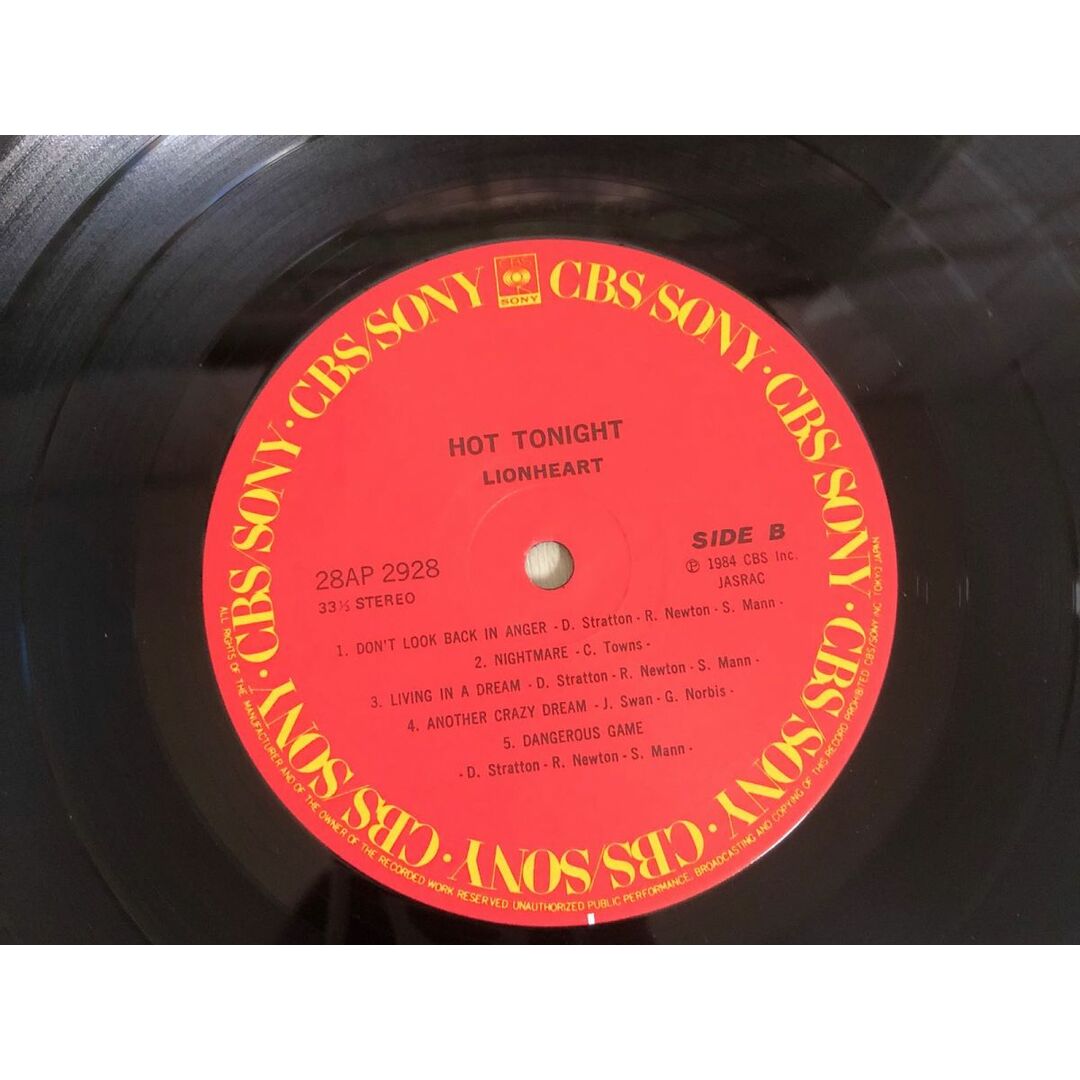 CBS
SONY
CBS/SONY · CBS/SONY · CBS/SONY · CBS/SONY · CBS/SONY · CBS/SONY · CBS/SONY · CBS/SONY
HOT TONIGHT
LIONHEART
SIDE B
28AP 2928
℗ 1984 CBS Inc.
33⅓ STEREO
JASRAC
1. DON'T LOOK BACK IN ANGER - D. Stratton - R. Newton - S. Mann -
2. NIGHTMARE - C. Towns -
3. LIVING IN A DREAM - D. Stratton - R. Newton - S. Mann -
4. ANOTHER CRAZY DREAM - J. Swan - G. Norbis -
5. DANGEROUS GAME
- D. Stratton - R. Newton - S. Mann -
ALL RIGHTS OF THE MANUFACTURER AND OF THE OWNER OF THE RECORDED WORK RESERVED. UNAUTHORIZED PUBLIC PERFORMANCE, BROADCASTING AND COPYING OF THIS RECORD PROHIBITED CBS/SONY INC. TOKYO JAPAN